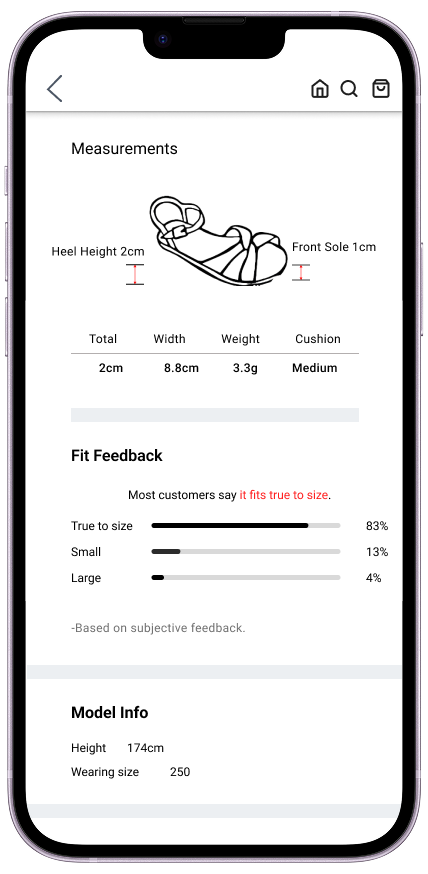 Measurements
Heel Height 2cm
Front Sole 1cm
Total Width Weight Cushion
2cm 8.8cm 3.3g Medium
Fit Feedback
Most customers say it fits true to size.
True to size 83%
Small 13%
Large 4%
-Based on subjective feedback.
Model Info
Height 174cm
Wearing size 250